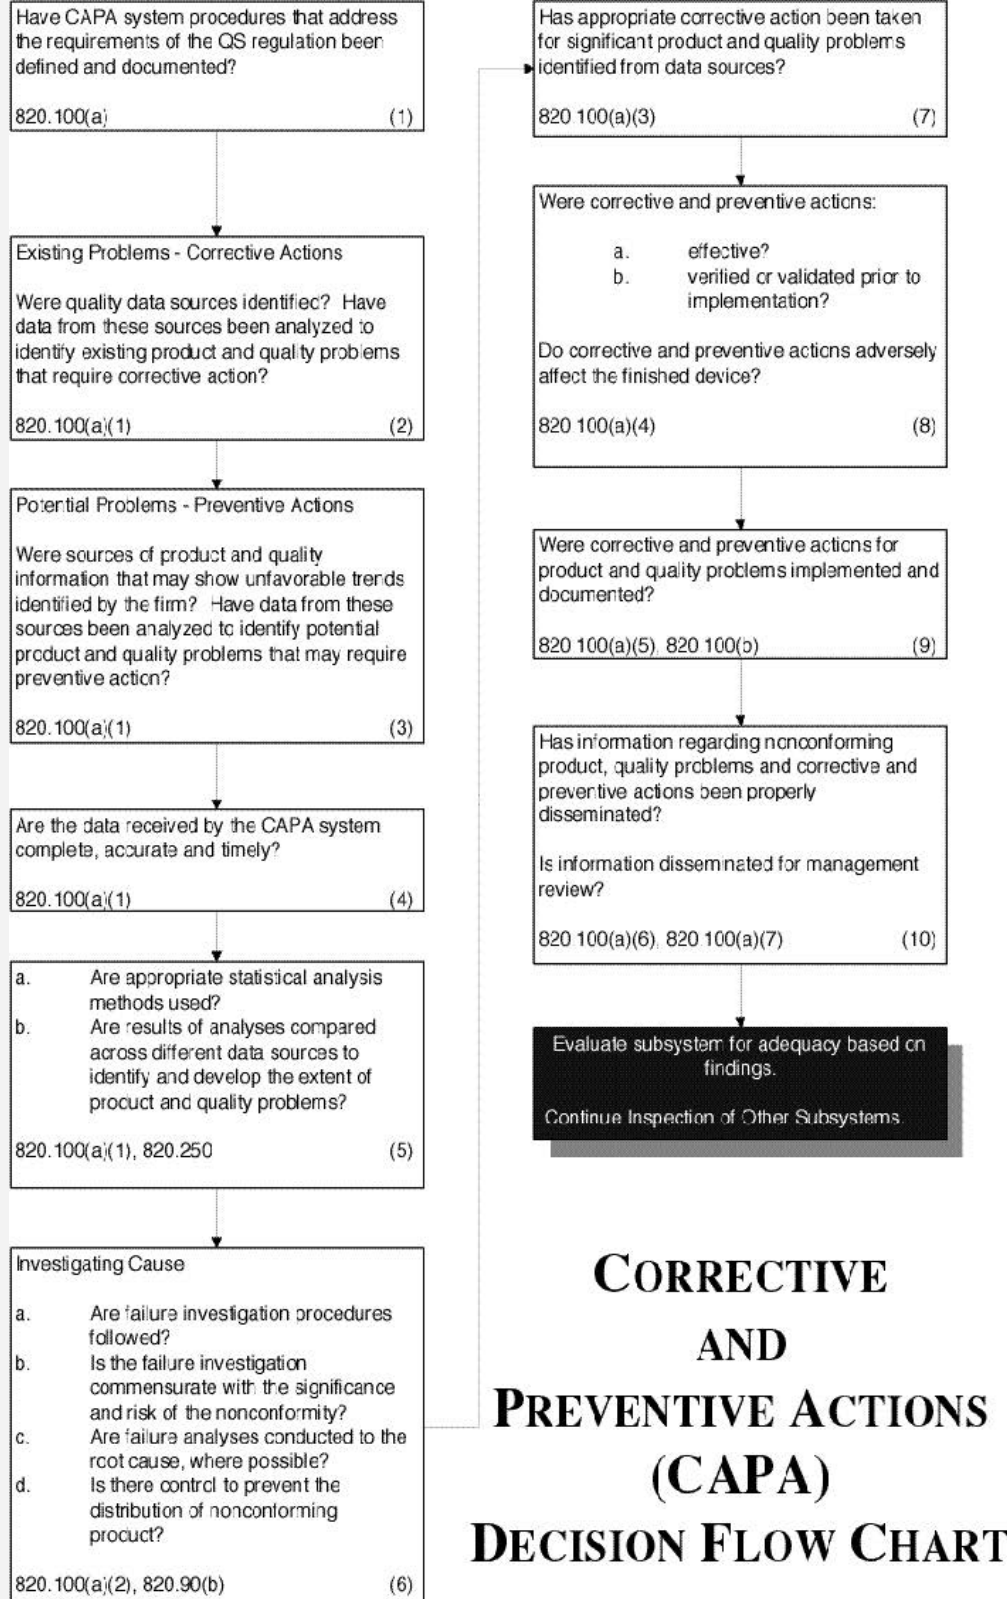 Have CAPA system procedures that address
the requirements of the QS regulation been
defined and documented?
820.100(a) (1)
Existing Problems - Corrective Actions
Were quality data sources identified? Have
data from these sources been analyzed to
identify existing product and quality problems
that require corrective action?
820.100(a)(1) (2)
Potential Problems - Preventive Actions
Were sources of product and quality
information that may show unfavorable trends
identified by the firm? Have data from these
sources been analyzed to identify potential
product and quality problems that may require
preventive action?
820.100(a)(1) (3)
Are the data received by the CAPA system
complete, accurate and timely?
820.100(a)(1) (4)
a. Are appropriate statistical analysis
methods used?
b. Are results of analyses compared
across different data sources to
identify and develop the extent of
product and quality problems?
820.100(a)(1), 820.250 (5)
Investigating Cause
a. Are failure investigation procedures
followed?
b. Is the failure investigation
commensurate with the significance
and risk of the nonconformity?
c. Are failure analyses conducted to the
root cause, where possible?
d. Is there control to prevent the
distribution of nonconforming
product?
820.100(a)(2), 820.90(b) (6)
Has appropriate corrective action been taken
for significant product and quality problems
identified from data sources?
820 100(a)(3) (7)
Were corrective and preventive actions:
a. effective?
b. verified or validated prior to
implementation?
Do corrective and preventive actions adversely
affect the finished device?
820 100(a)(4) (8)
Were corrective and preventive actions for
product and quality problems implemented and
documented?
820 100(a)(5), 820 100(b) (9)
Has information regarding nonconforming
product, quality problems and corrective and
preventive actions been properly
disseminated?
Is information disseminated for management
review?
820 100(a)(6), 820 100(a)(7) (10)
Evaluate subsystem for adequacy based on
findings.
Continue Inspection of Other Subsystems.
CORRECTIVE
AND
PREVENTIVE ACTIONS
(CAPA)
DECISION FLOW CHART